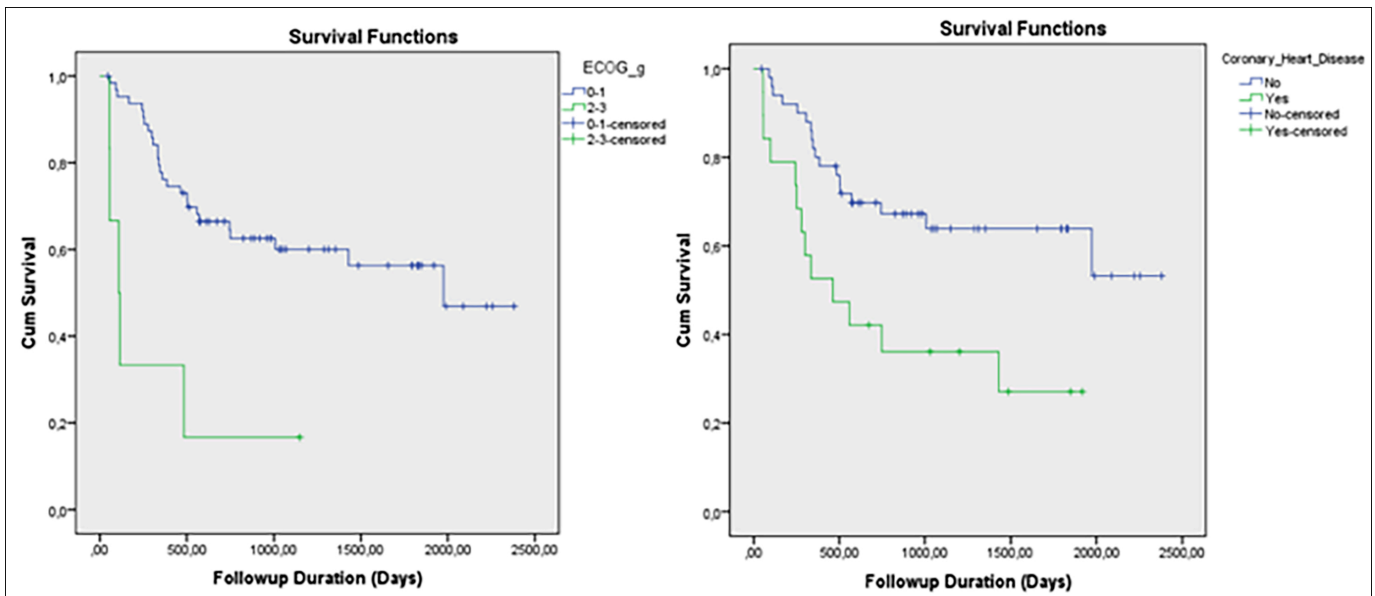 Survival Functions
ECOG_g
0-1
2-3
0-1-censored
2-3-censored
1,0
0,8
0,6
0,4
0,2
0,0
Cum Survival
,00
500,00
1000,00
1500,00
2000,00
2500,00
Followup Duration (Days)
Survival Functions
Coronary_Heart_Disease
No
Yes
No-censored
Yes-censored
1,0
0,8
0,6
0,4
0,2
0,0
Cum Survival
,00
500,00
1000,00
1500,00
2000,00
2500,00
Followup Duration (Days)